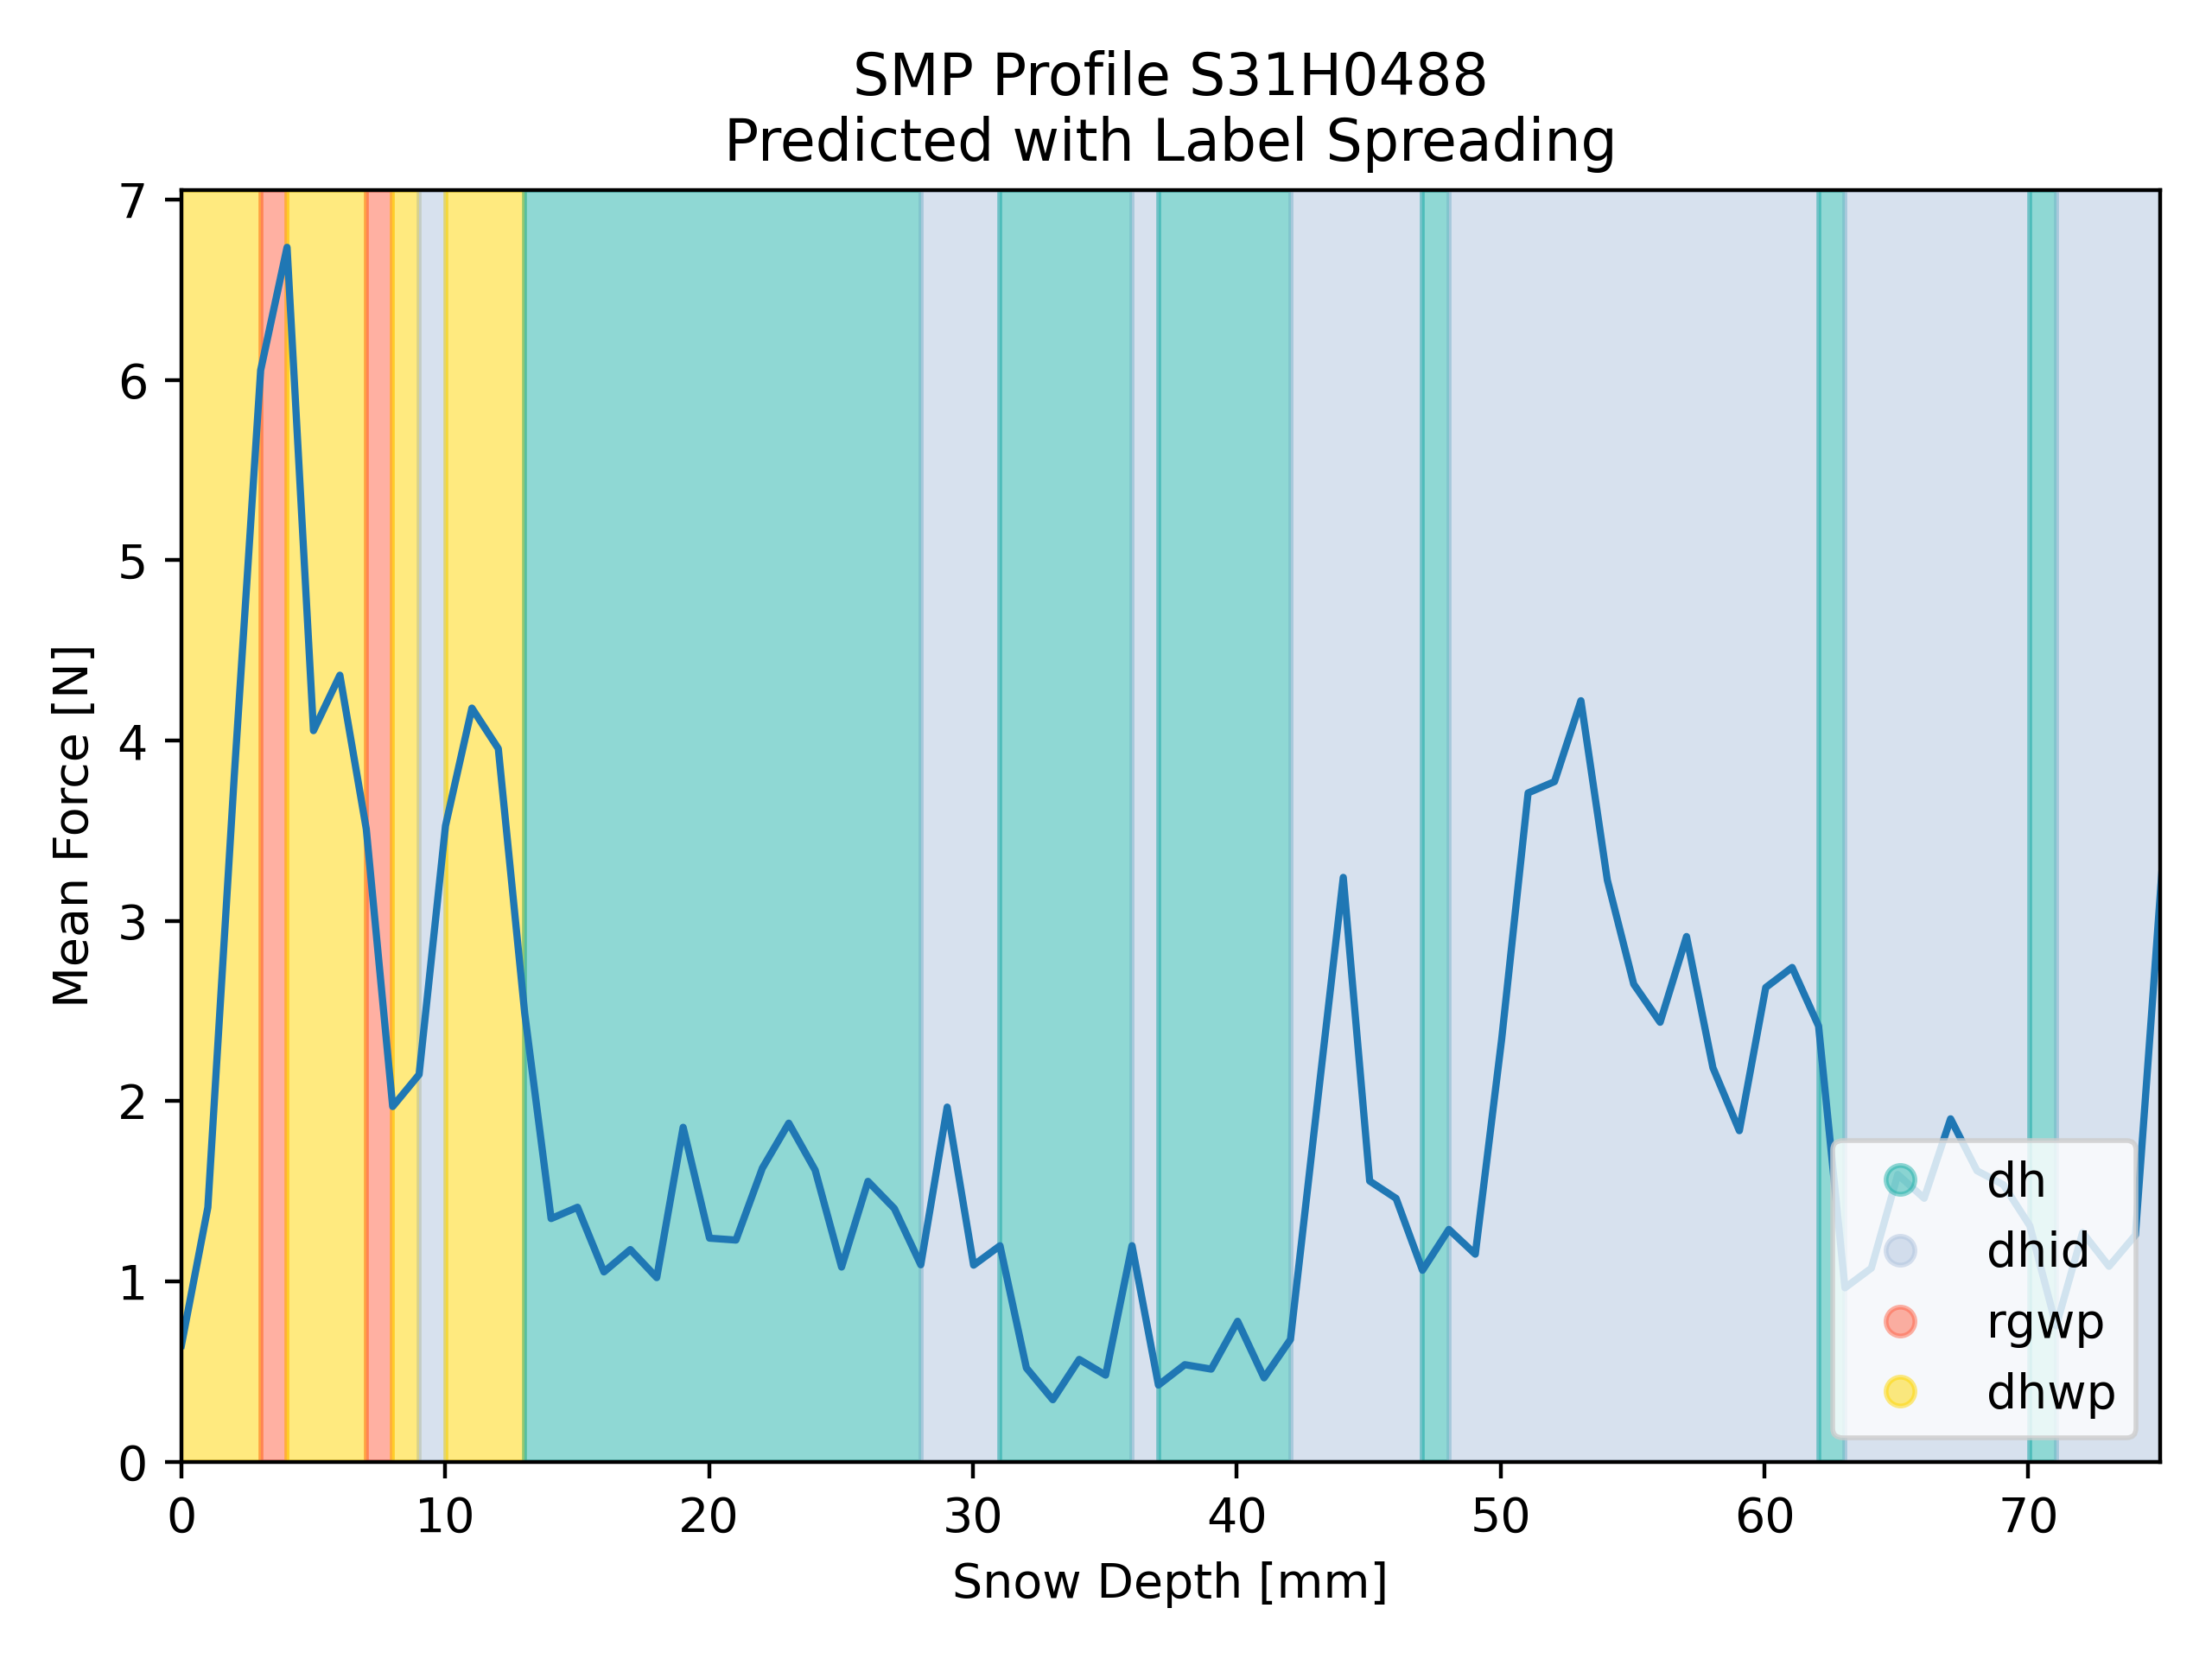 SMP Profile S31H0488
Predicted with Label Spreading
7
6
5
4
3
2
1
0
Mean Force [N]
0 10 20 30 40 50 60 70
Snow Depth [mm]
dh
dhid
rgwp
dhwp